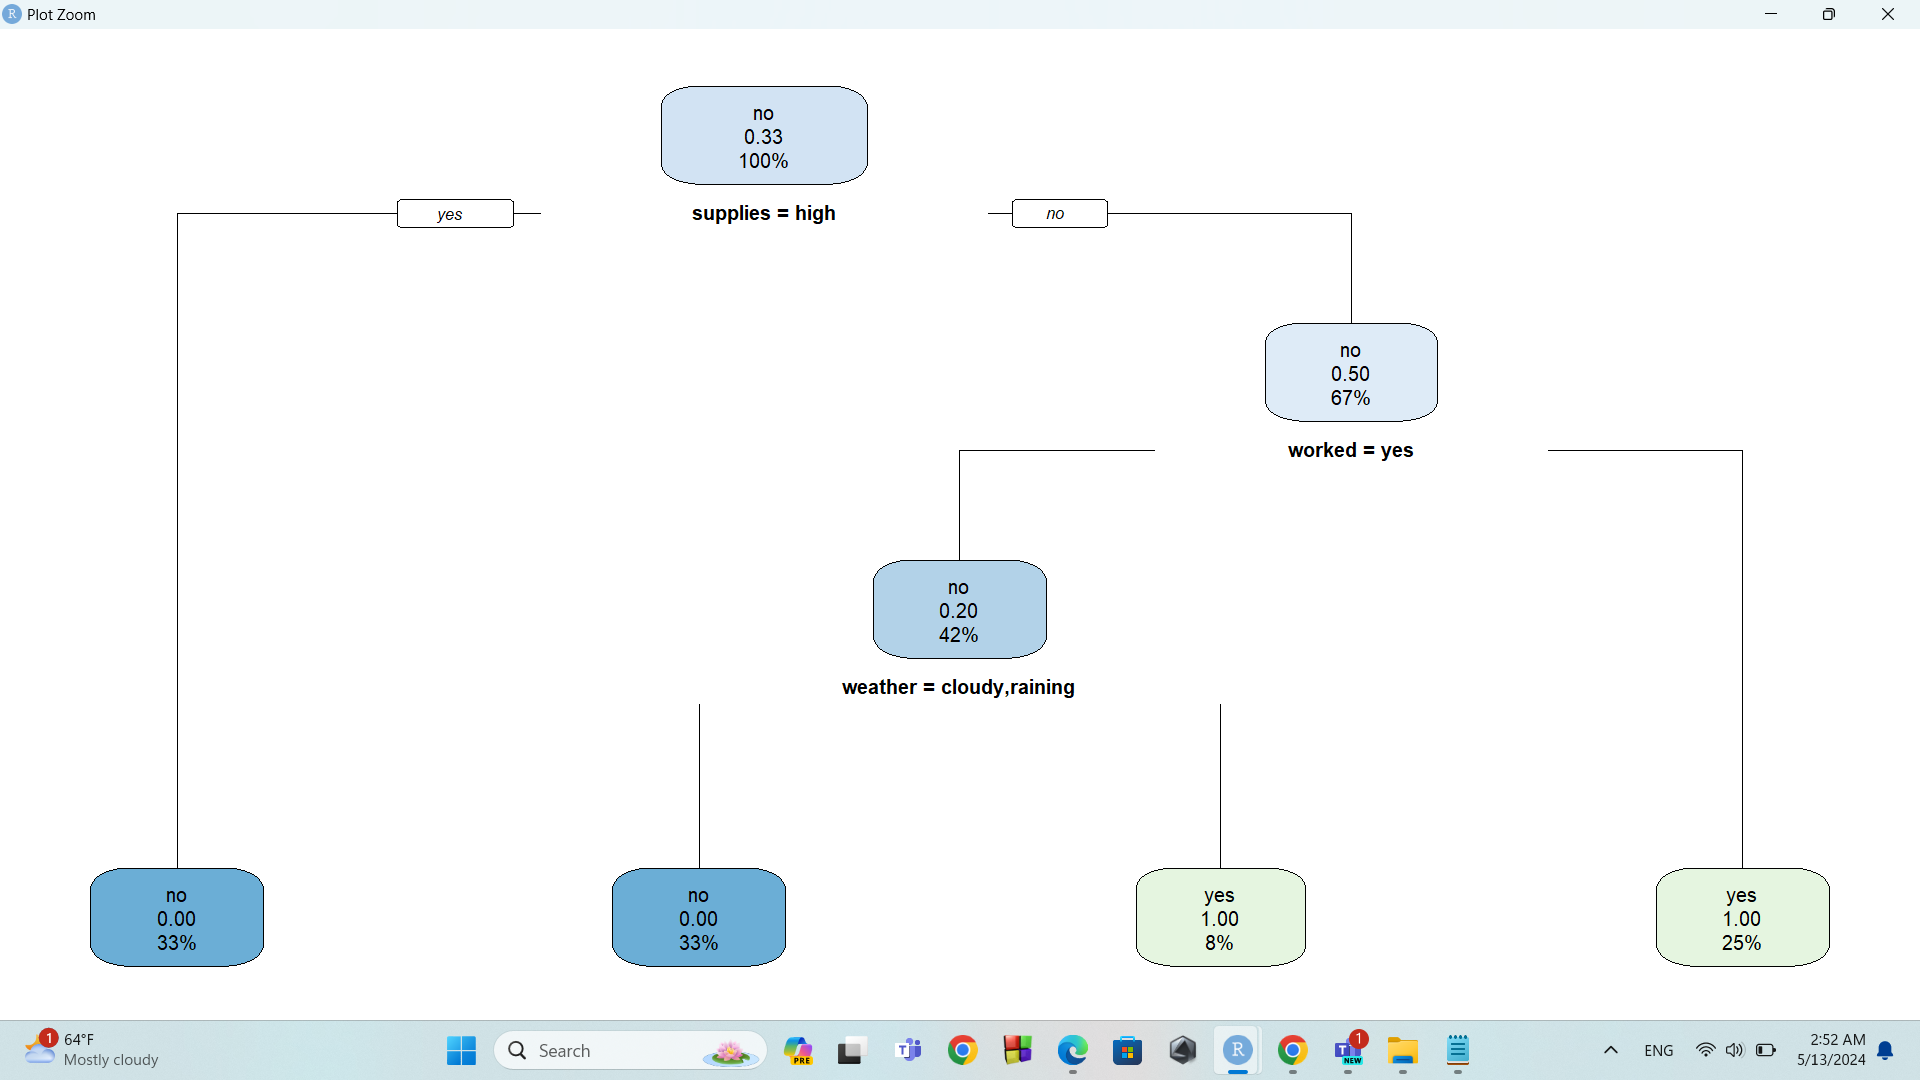 Plot Zoom
no
0.33
100%
yes
supplies = high
no
no
0.50
67%
worked = yes
no
0.20
42%
weather = cloudy,raining
no
0.00
33%
no
0.00
33%
yes
1.00
8%
yes
1.00
25%
1
64°F
Mostly cloudy
Search
PRE
T
R
1
NEW
ENG
2:52 AM
5/13/2024